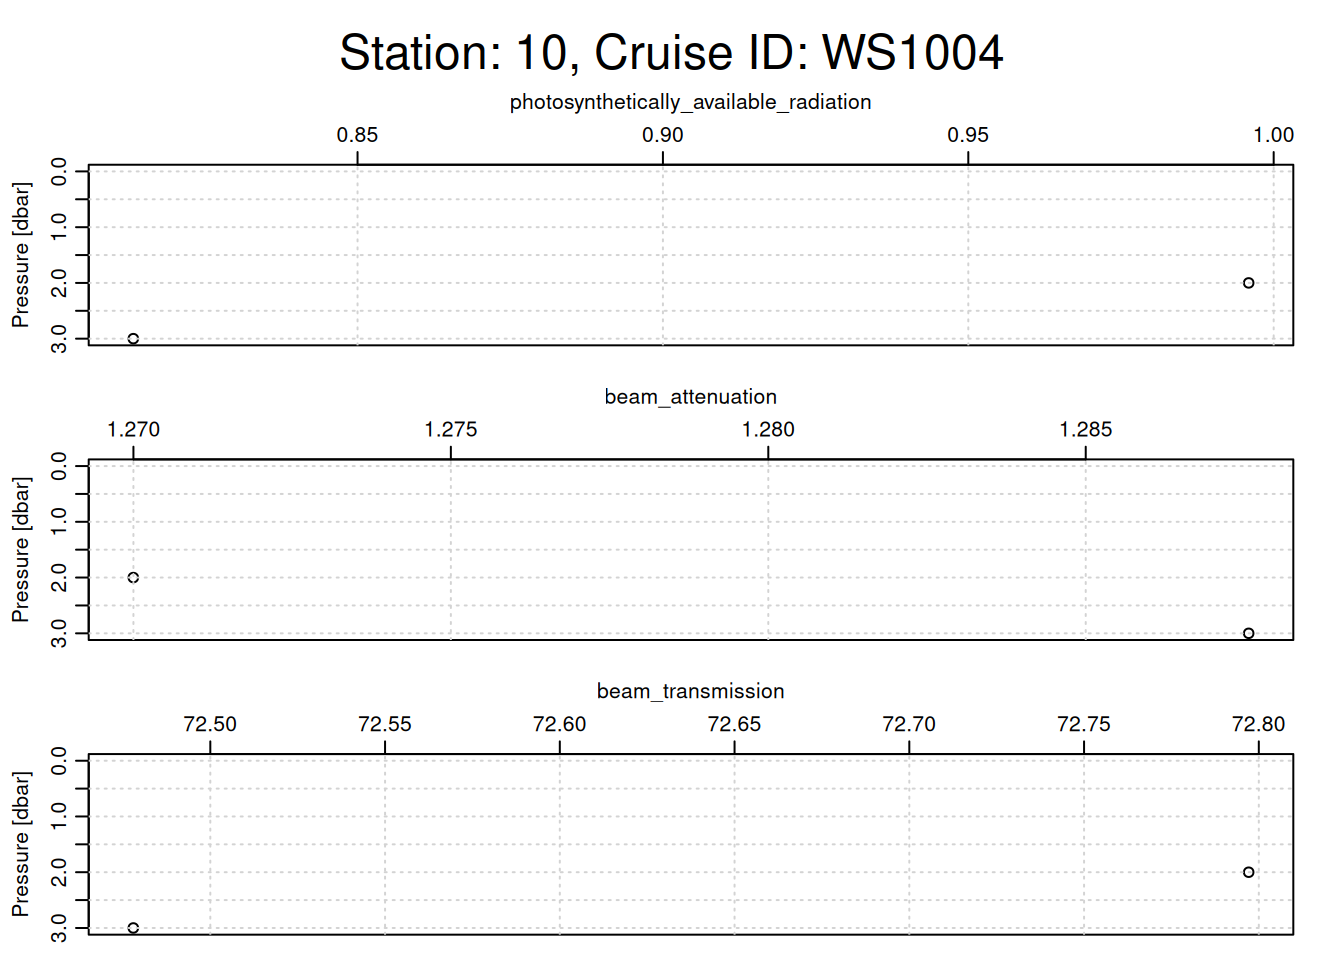 Station: 10, Cruise ID: WS1004
photosynthetically_available_radiation
0.85 0.90 0.95 1.00
Pressure [dbar]
0.0
1.0
2.0
3.0
beam_attenuation
1.270 1.275 1.280 1.285
Pressure [dbar]
0.0
1.0
2.0
3.0
beam_transmission
72.50 72.55 72.60 72.65 72.70 72.75 72.80
Pressure [dbar]
0.0
1.0
2.0
3.0